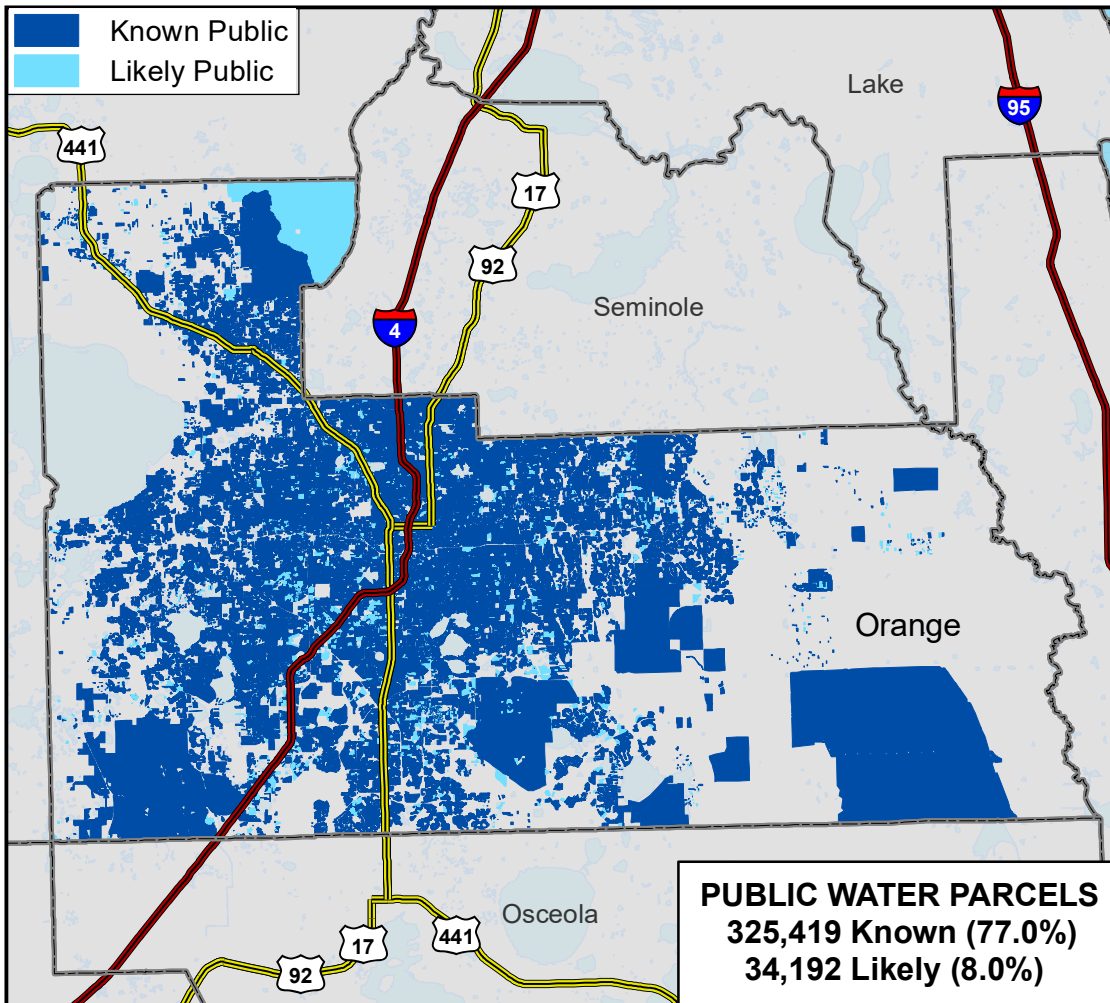 Known Public
Likely Public
Lake
95
441
17
92
Seminole
4
Orange
Osceola
17
441
92
PUBLIC WATER PARCELS
325,419 Known (77.0%)
34,192 Likely (8.0%)